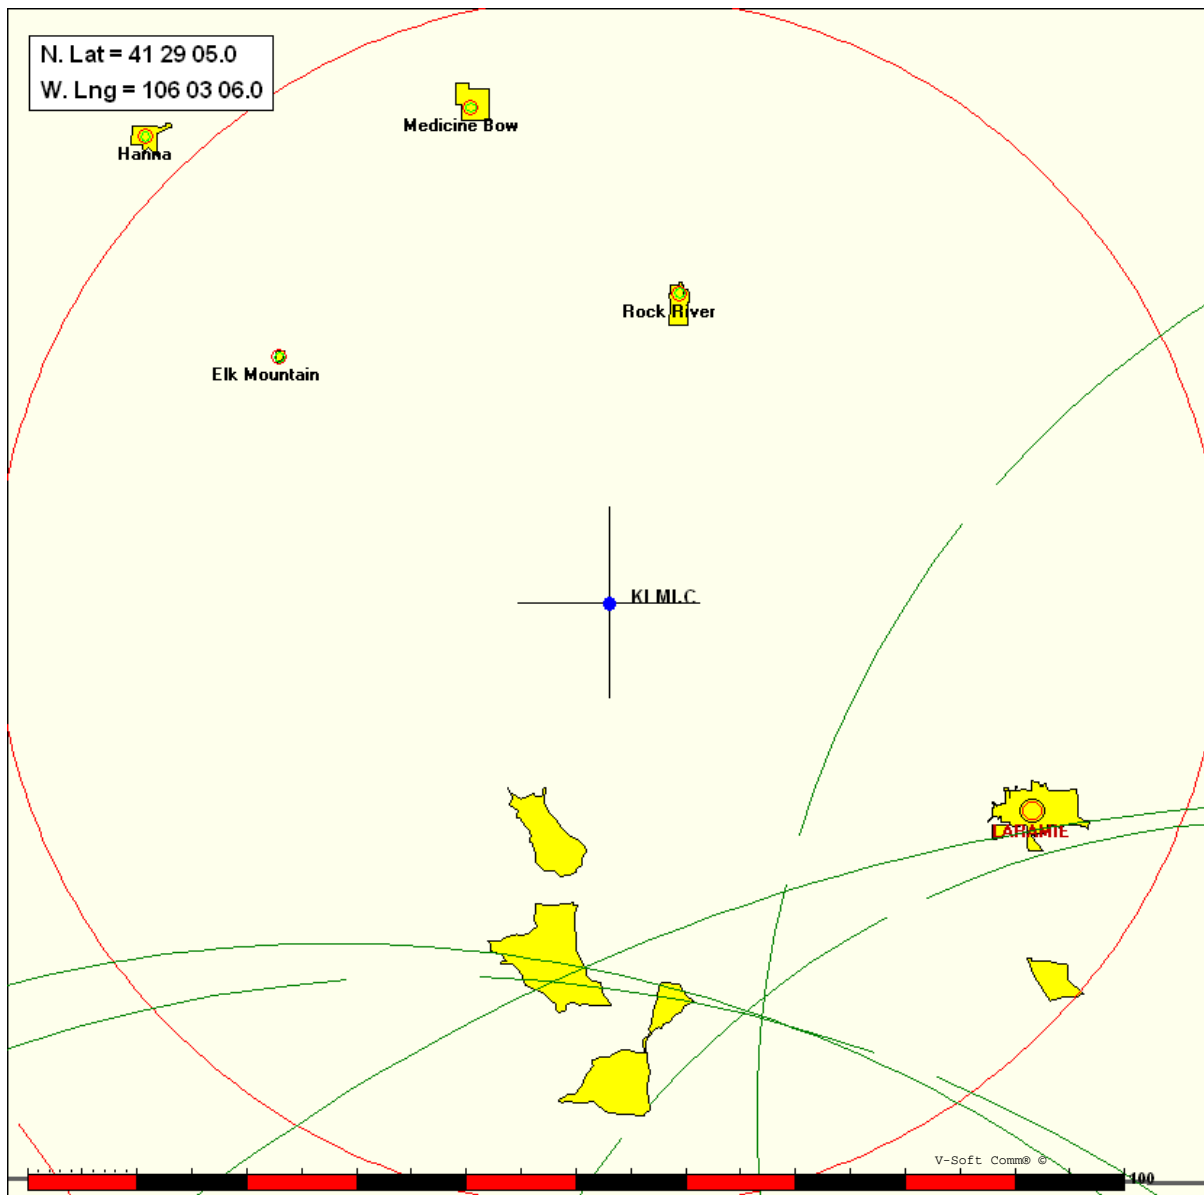 N. Lat = 41 29 05.0
W. Lng = 106 03 06.0
Medicine Bow
Hanna
Rock River
Elk Mountain
KLMI.C
LARAMIE
V-Soft Comm® ©
100